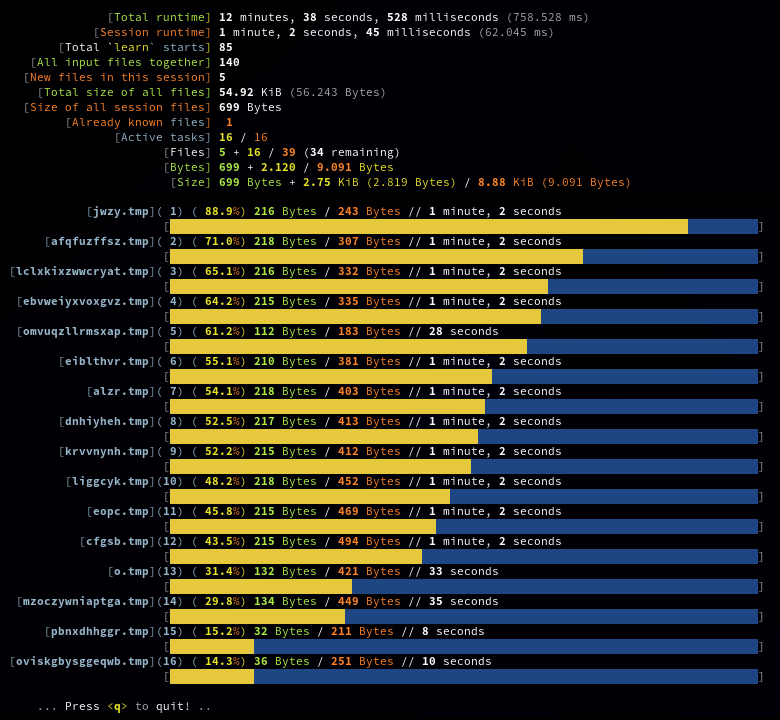 [Total runtime] 12 minutes, 38 seconds, 528 milliseconds (758.528 ms)
[Session runtime] 1 minute, 2 seconds, 45 milliseconds (62.045 ms)
[Total `learn` starts] 85
[All input files together] 140
[New files in this session] 5
[Total size of all files] 54.92 KiB (56.243 Bytes)
[Size of all session files] 699 Bytes
[Already known files] 1
[Active tasks] 16 / 16
[Files] 5 + 16 / 39 (34 remaining)
[Bytes] 699 + 2.120 / 9.091 Bytes
[Size] 699 Bytes + 2.75 KiB (2.819 Bytes) / 8.88 KiB (9.091 Bytes)
[jwzy.tmp]( 1) ( 88.9%) 216 Bytes / 243 Bytes // 1 minute, 2 seconds
[ ]
[afqfuzffsz.tmp]( 2) ( 71.0%) 218 Bytes / 307 Bytes // 1 minute, 2 seconds
[ ]
[lclxkixzwwcryat.tmp]( 3) ( 65.1%) 216 Bytes / 332 Bytes // 1 minute, 2 seconds
[ ]
[ebvweiyxvoxgvz.tmp]( 4) ( 64.2%) 215 Bytes / 335 Bytes // 1 minute, 2 seconds
[ ]
[omvuqzllrmsxap.tmp]( 5) ( 61.2%) 112 Bytes / 183 Bytes // 28 seconds
[ ]
[eiblthvr.tmp]( 6) ( 55.1%) 210 Bytes / 381 Bytes // 1 minute, 2 seconds
[ ]
[alzr.tmp]( 7) ( 54.1%) 218 Bytes / 403 Bytes // 1 minute, 2 seconds
[ ]
[dnhiyheh.tmp]( 8) ( 52.5%) 217 Bytes / 413 Bytes // 1 minute, 2 seconds
[ ]
[krvvnynh.tmp]( 9) ( 52.2%) 215 Bytes / 412 Bytes // 1 minute, 2 seconds
[ ]
[liggcyk.tmp](10) ( 48.2%) 218 Bytes / 452 Bytes // 1 minute, 2 seconds
[ ]
[eopc.tmp](11) ( 45.8%) 215 Bytes / 469 Bytes // 1 minute, 2 seconds
[ ]
[cfgsb.tmp](12) ( 43.5%) 215 Bytes / 494 Bytes // 1 minute, 2 seconds
[ ]
[o.tmp](13) ( 31.4%) 132 Bytes / 421 Bytes // 33 seconds
[ ]
[mzoczywniaptga.tmp](14) ( 29.8%) 134 Bytes / 449 Bytes // 35 seconds
[ ]
[pbnxdhhggr.tmp](15) ( 15.2%) 32 Bytes / 211 Bytes // 8 seconds
[ ]
[oviskgbysggeqwb.tmp](16) ( 14.3%) 36 Bytes / 251 Bytes // 10 seconds
[ ]
... Press <q> to quit! ..